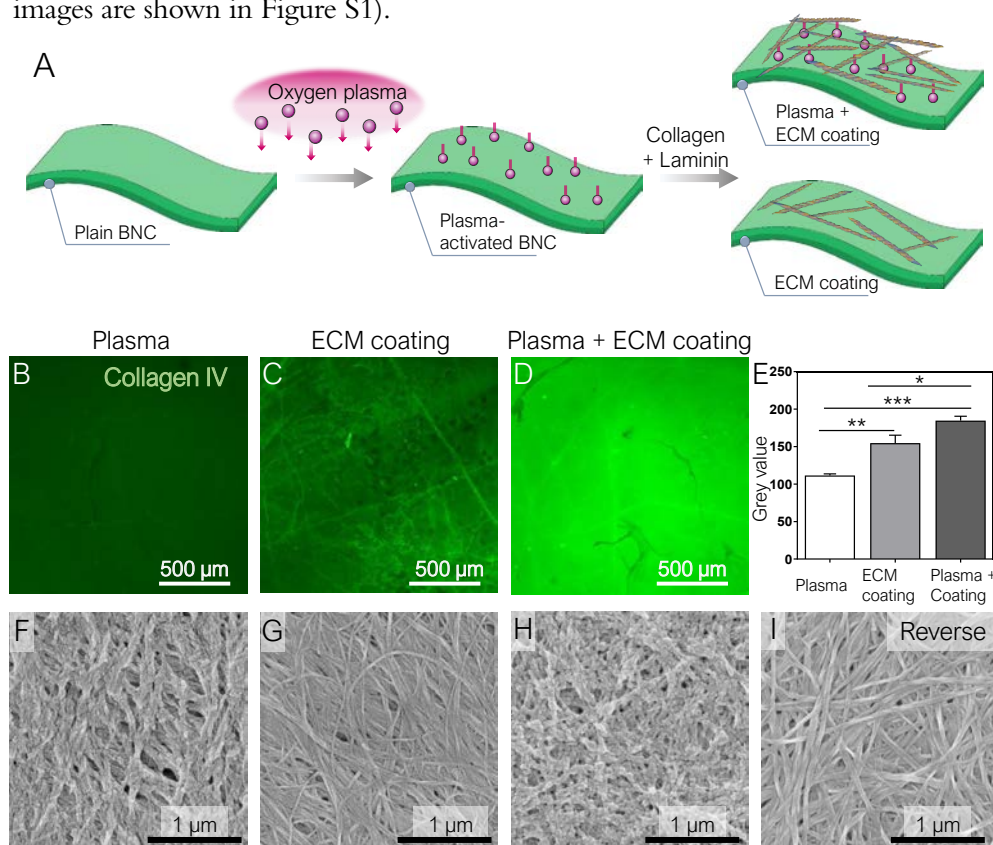 images are shown in Figure S1).
A
Oxygen plasma
Plain BNC
Plasma-
activated BNC
Collagen
+ Laminin
Plasma +
ECM coating
ECM coating
Plasma
ECM coating
Plasma + ECM coating
B
Collagen IV
500 µm
C
500 µm
D
500 µm
E
Grey value
250
200
150
100
50
0
*
***
**
Plasma
ECM
coating
Plasma +
Coating
F
1 µm
G
1 µm
H
1 µm
I
Reverse
1 µm